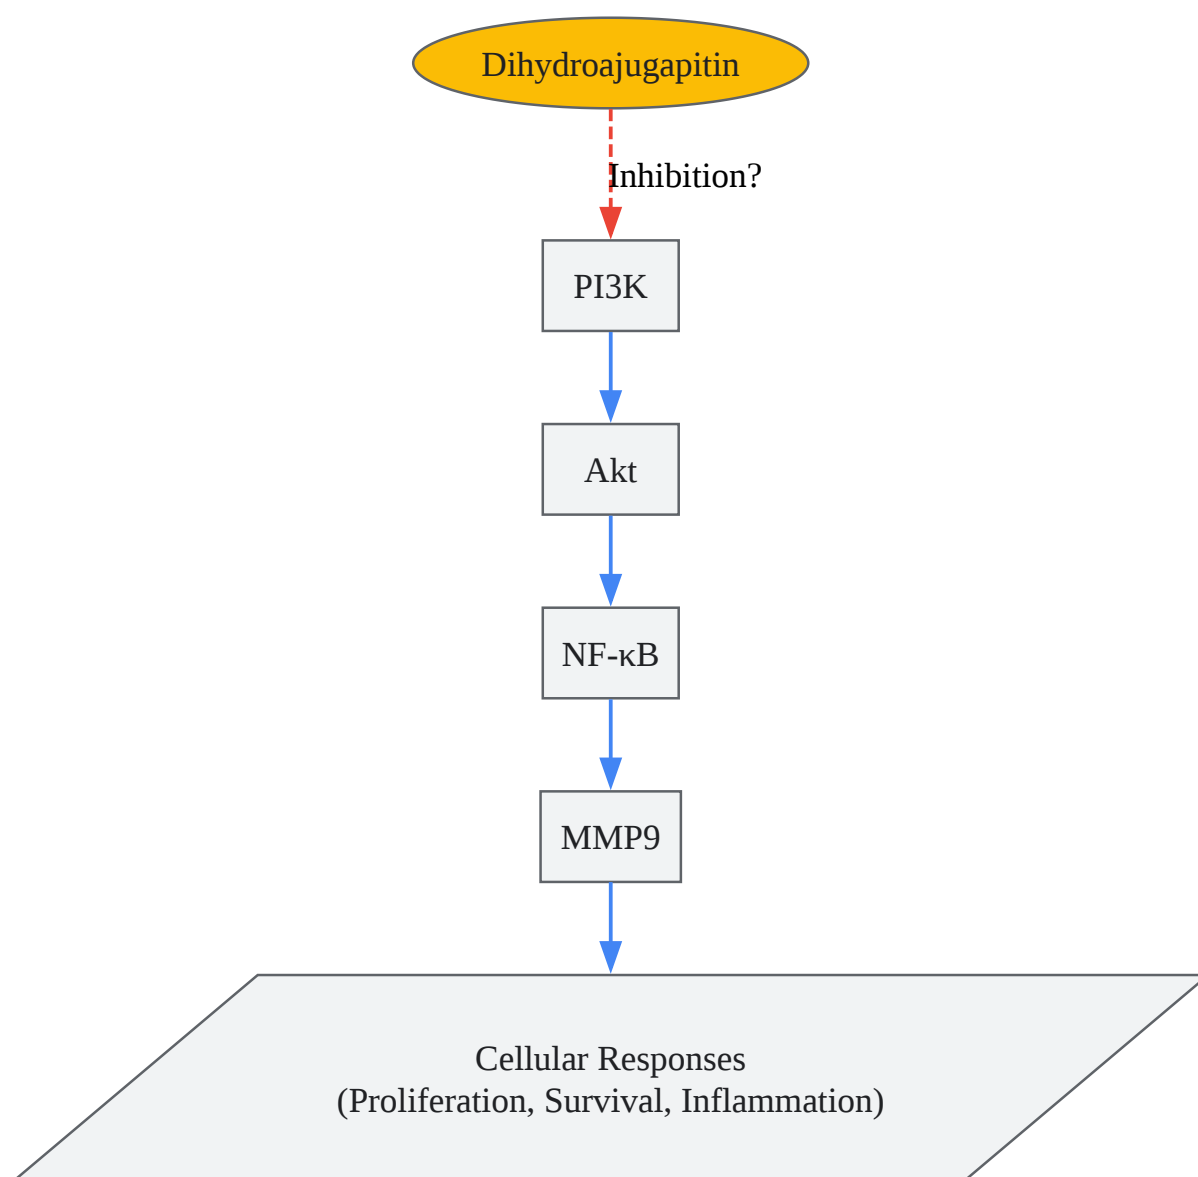 Dihydroajugapitin
Inhibition?
PI3K
Akt
NF-κB
MMP9
Cellular Responses
(Proliferation, Survival, Inflammation)